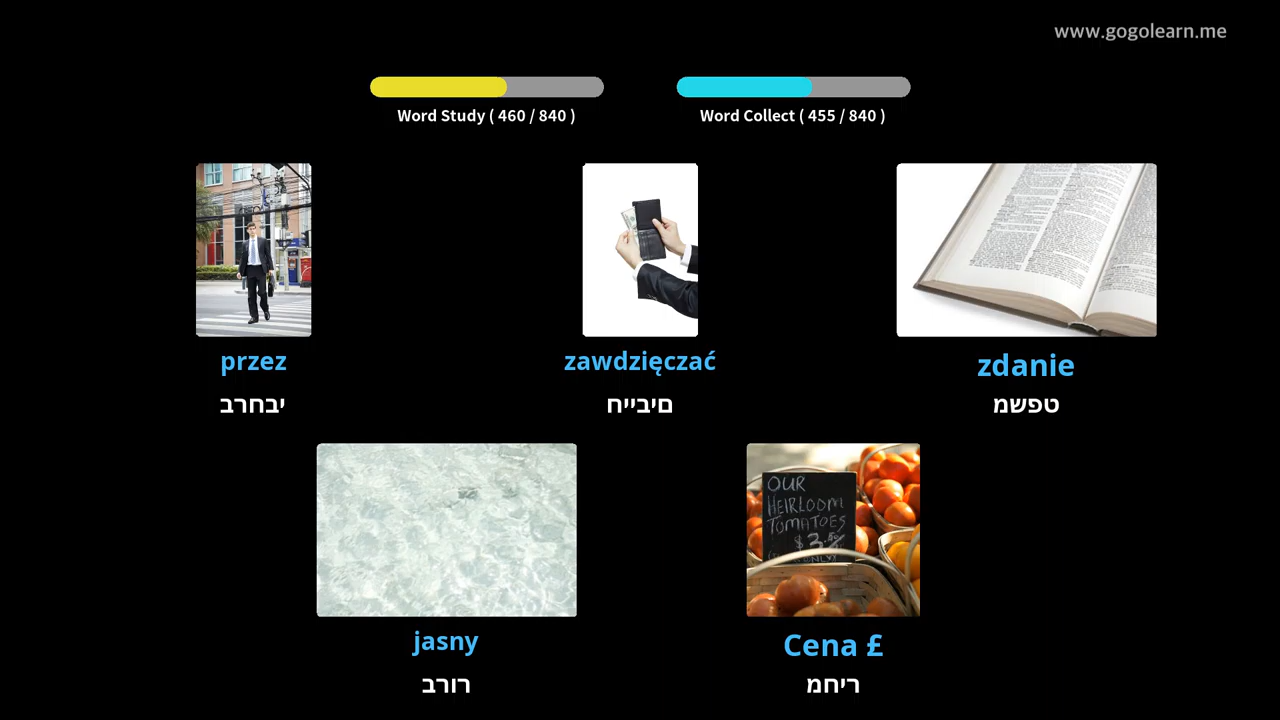 www.gogolearn.me
Word Study ( 460 / 840 )
Word Collect ( 455 / 840 )
przez
יבחרב
zawdzięczać
םיבייח
zdanie
טפשמ
OUR
HEIRLOOM
TOMATOES
jasny
רורב
Cena £
ריחמ